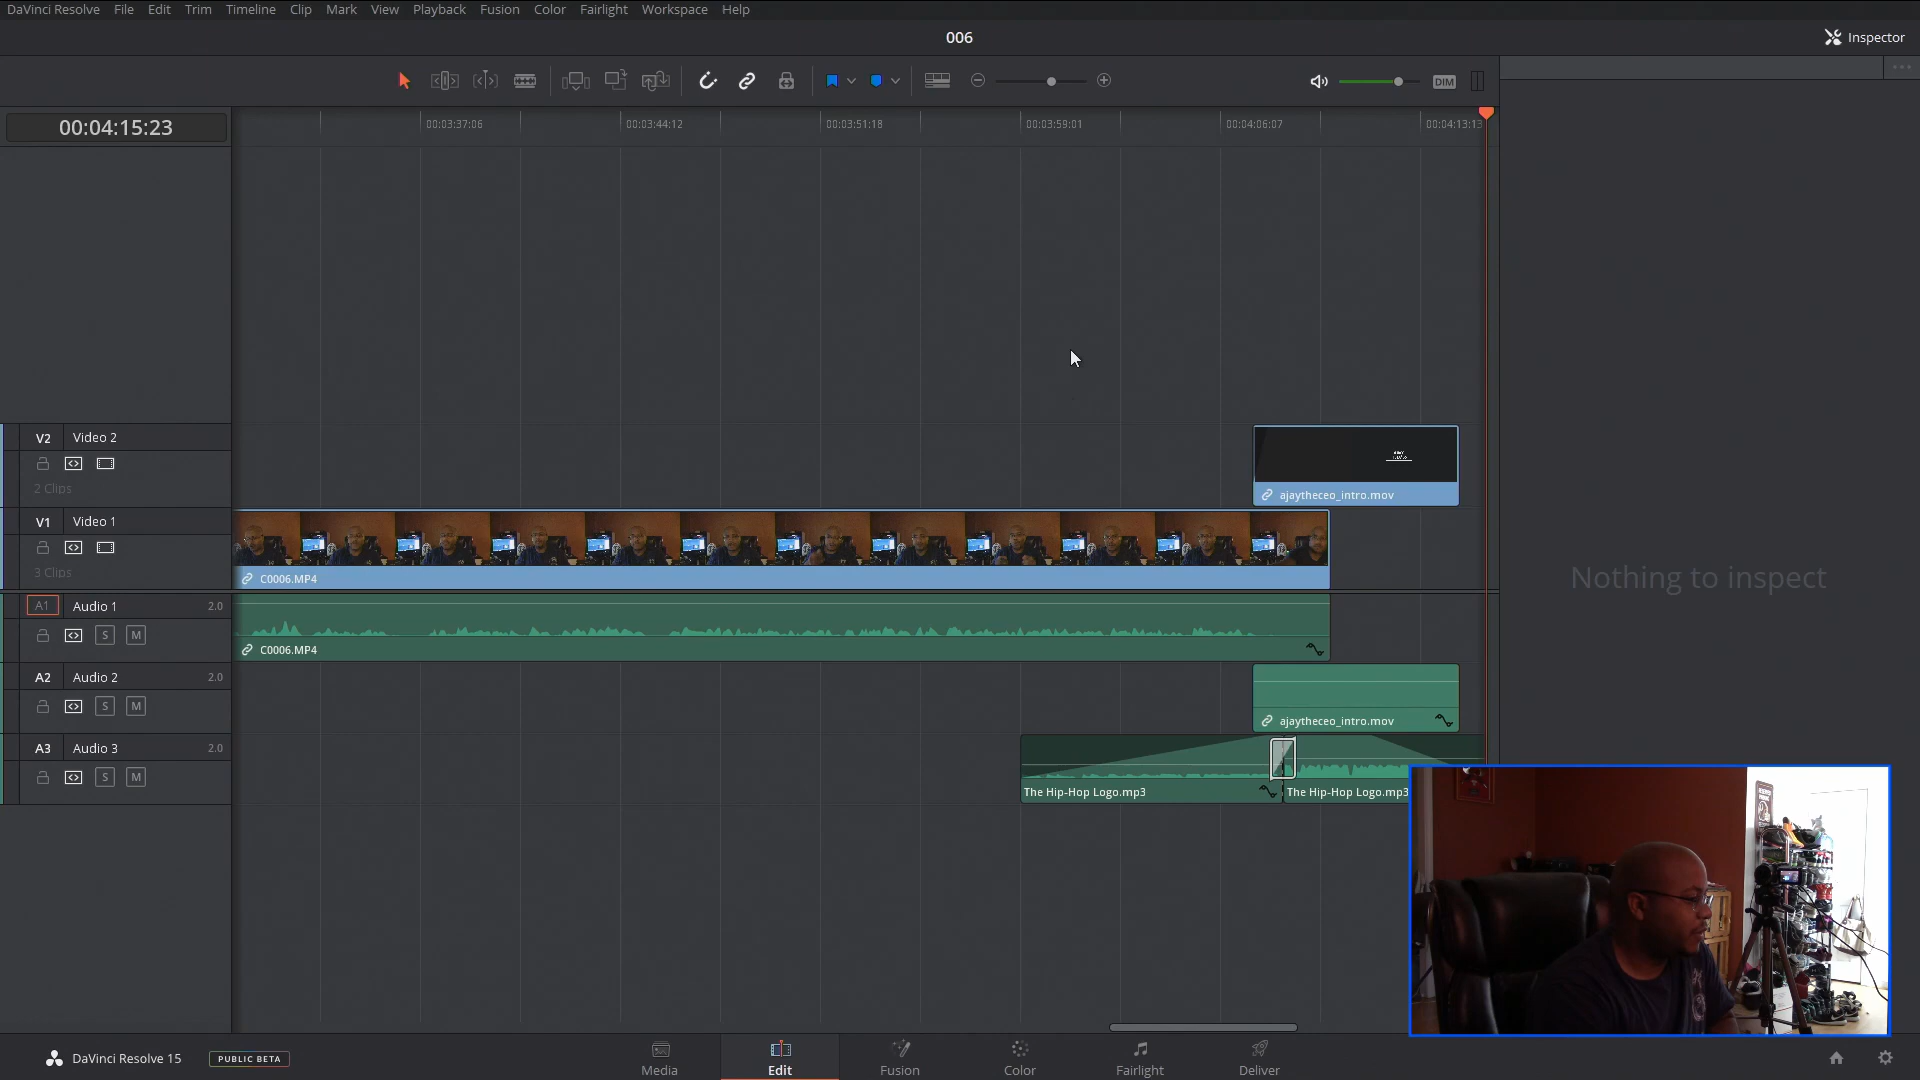 DaVinci Resolve File Edit Trim Timeline Clip Mark View Playback Fusion Color Fairlight Workspace Help
006
Inspector
DIM
00:04:15:23
00:03:37:06 00:03:44:12 00:03:51:18 00:03:59:01 00:04:06:07 00:04:13:13
V2 Video 2
2 Clips
ajaytheceo_intro.mov
V1 Video 1
3 Clips
C0006.MP4
Nothing to inspect
A1 Audio 1 2.0
S M
C0006.MP4
A2 Audio 2 2.0
S M
ajaytheceo_intro.mov
A3 Audio 3 2.0
S M
The Hip-Hop Logo.mp3 The Hip-Hop Logo.mp3
DaVinci Resolve 15 PUBLIC BETA
Media Edit Fusion Color Fairlight Deliver